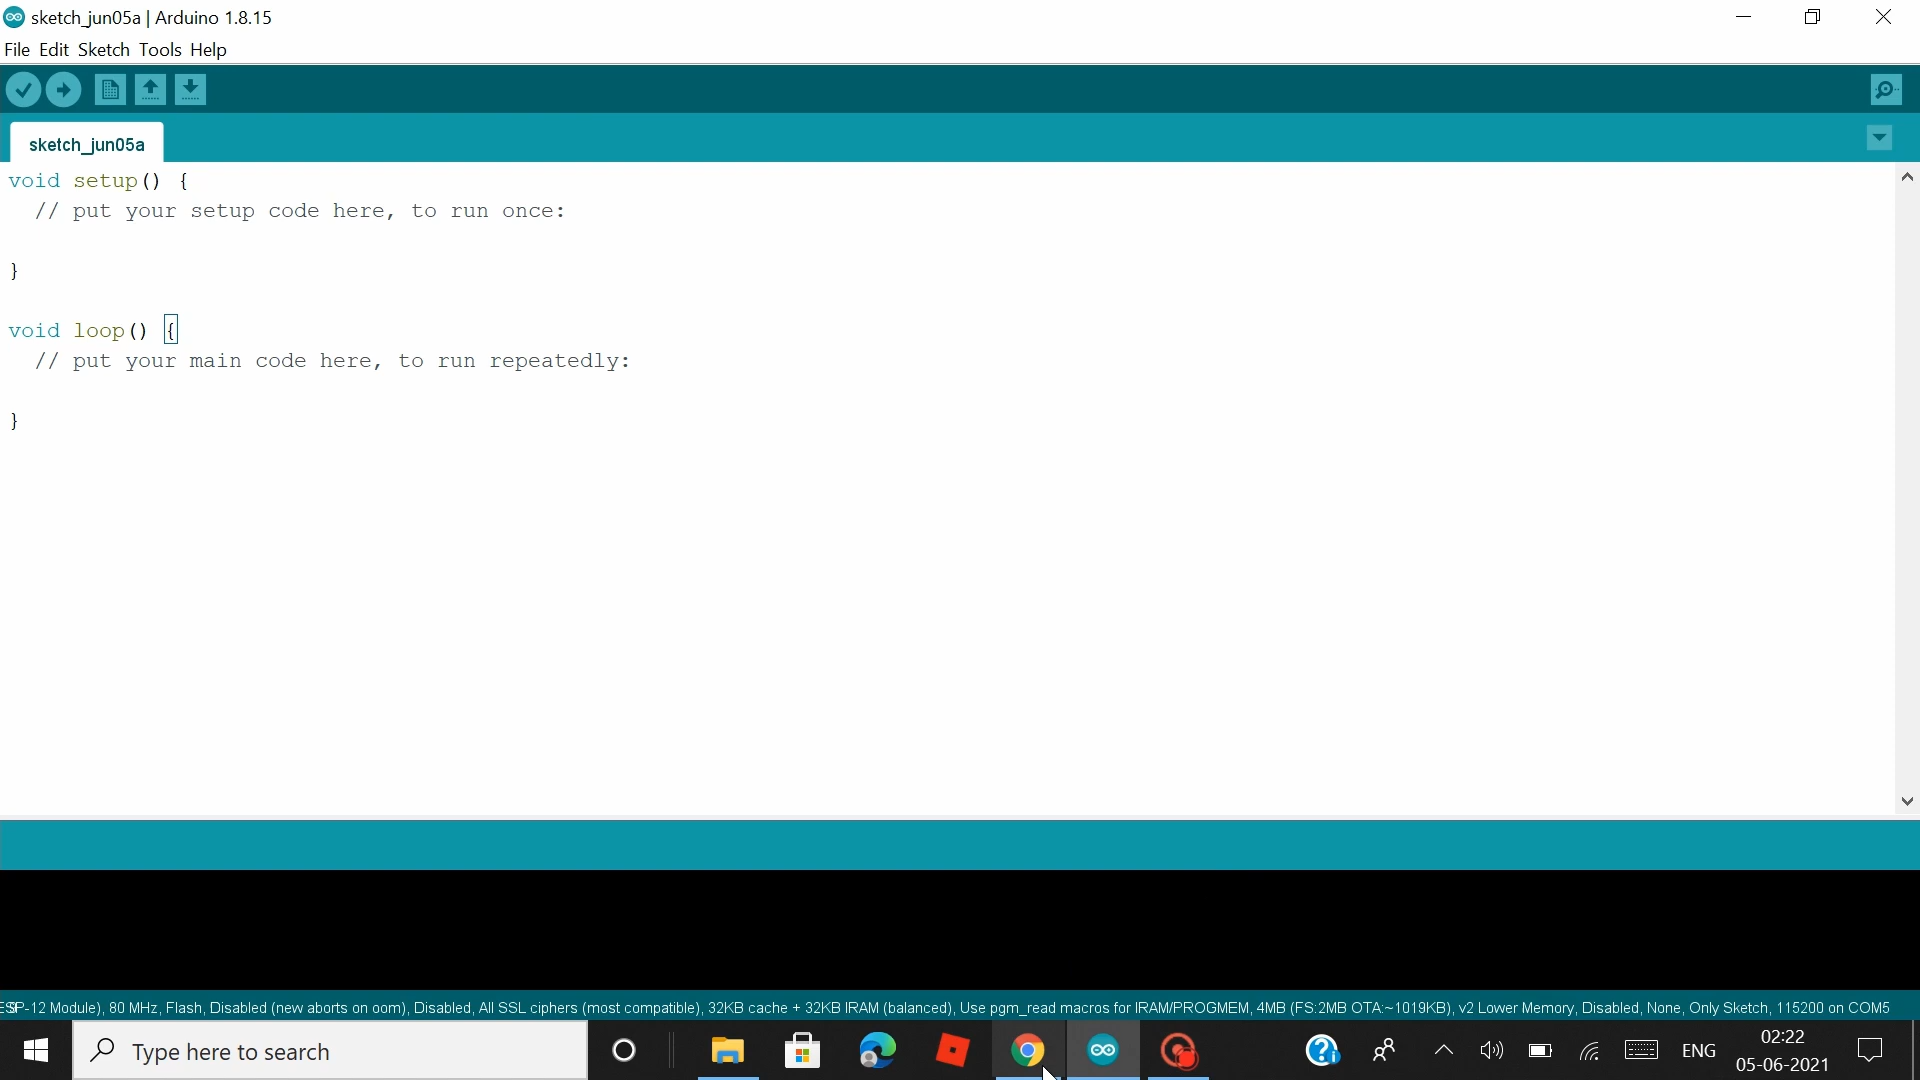 sketch_jun05a | Arduino 1.8.15
File Edit Sketch Tools Help
sketch_jun05a
void setup() {
// put your setup code here, to run once:
}
void loop() {
// put your main code here, to run repeatedly:
}
-12 Module), 80 MHz, Flash, Disabled (new aborts on oom), Disabled, All SSL ciphers (most compatible), 32KB cache + 32KB IRAM (balanced), Use pgm_read macros for IRAM/PROGMEM, 4MB (FS:2MB OTA:~1019KB), v2 Lower Memory, Disabled, None, Only Sketch, 115200 on COM5
Type here to search
ENG
02:22
05-06-2021